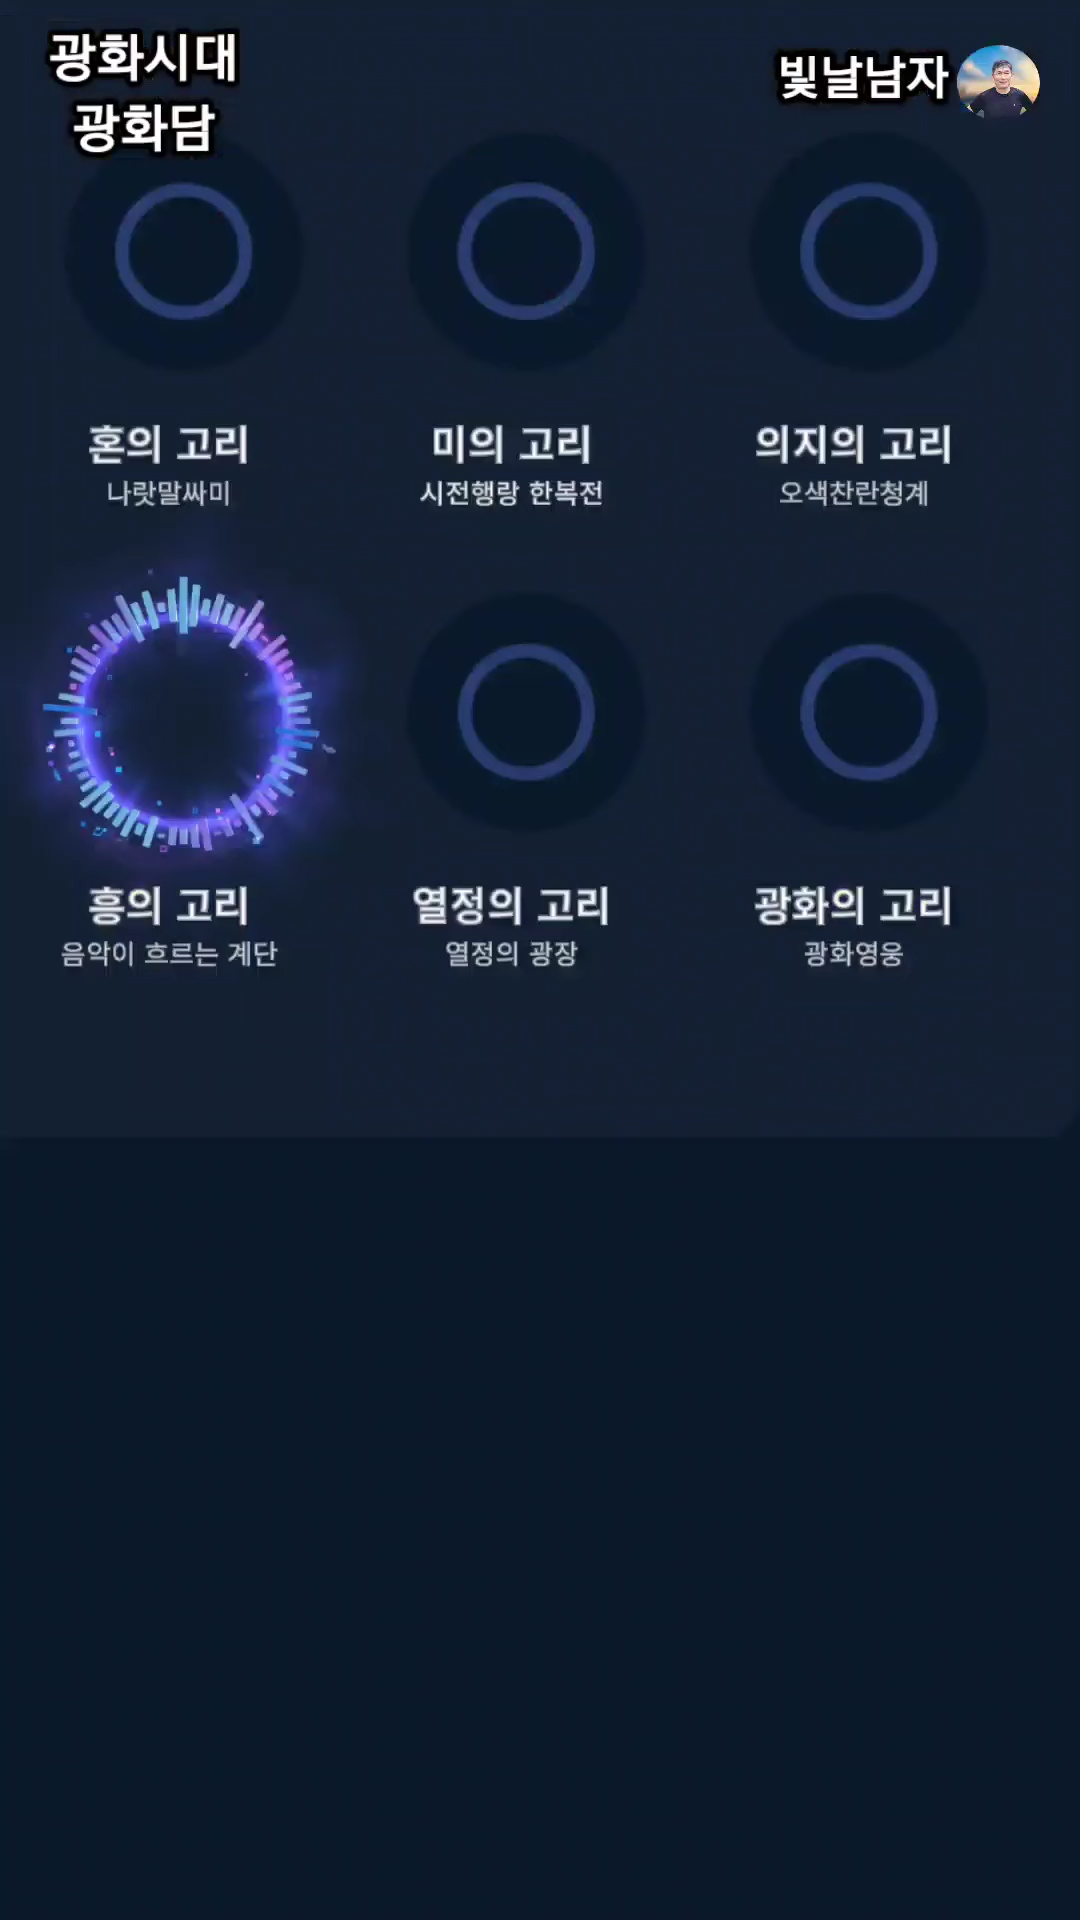 광화시대
광화담
빛날남자
혼의 고리
미의 고리
의지의 고리
나랏말싸미
시전행랑 한복전
오색찬란청계
흥의 고리
열정의 고리
광화의 고리
음악이 흐르는 계단
열정의 광장
광화영웅